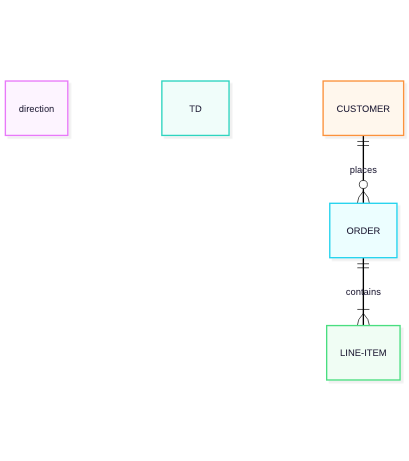 direction
TD
CUSTOMER
places
ORDER
contains
LINE-ITEM